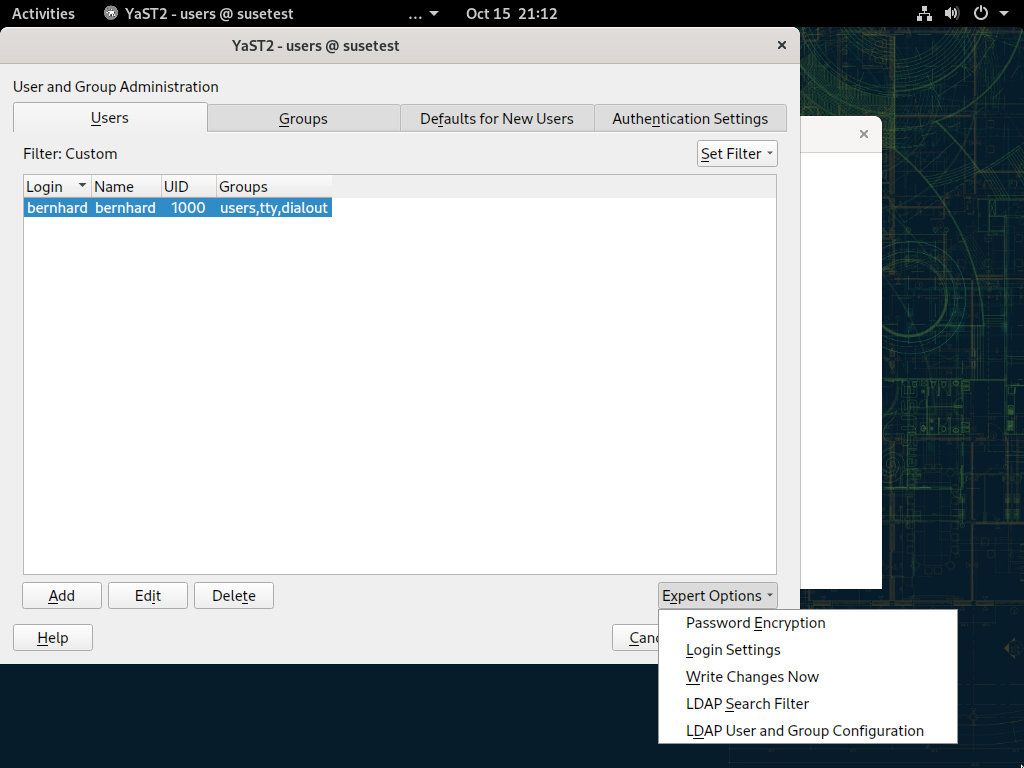 Activities YaST2 - users @ susetest ... Oct 15 21:12
YaST2 - users @ susetest
User and Group Administration
Users Groups Defaults for New Users Authentication Settings
Filter: Custom Set Filter
Login Name UID Groups
bernhard bernhard 1000 users,tty,dialout
Add Edit Delete Expert Options
Help Canc
Password Encryption
Login Settings
Write Changes Now
LDAP Search Filter
LDAP User and Group Configuration